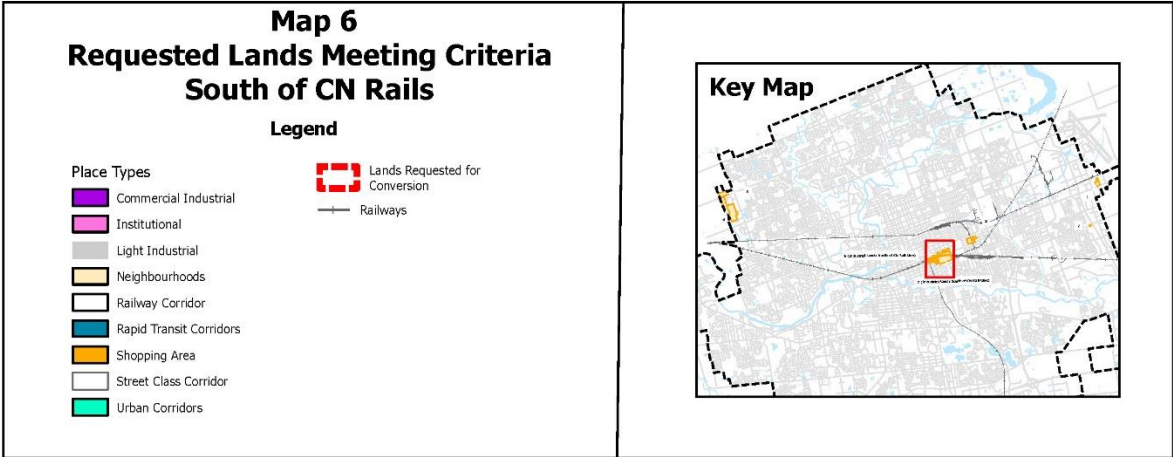 Map 6
Requested Lands Meeting Criteria
South of CN Rails
Legend
Place Types
Commercial Industrial
Institutional
Light Industrial
Neighbourhoods
Railway Corridor
Rapid Transit Corridors
Shopping Area
Street Class Corridor
Urban Corridors
Lands Requested for
Conversion
Railways
Key Map